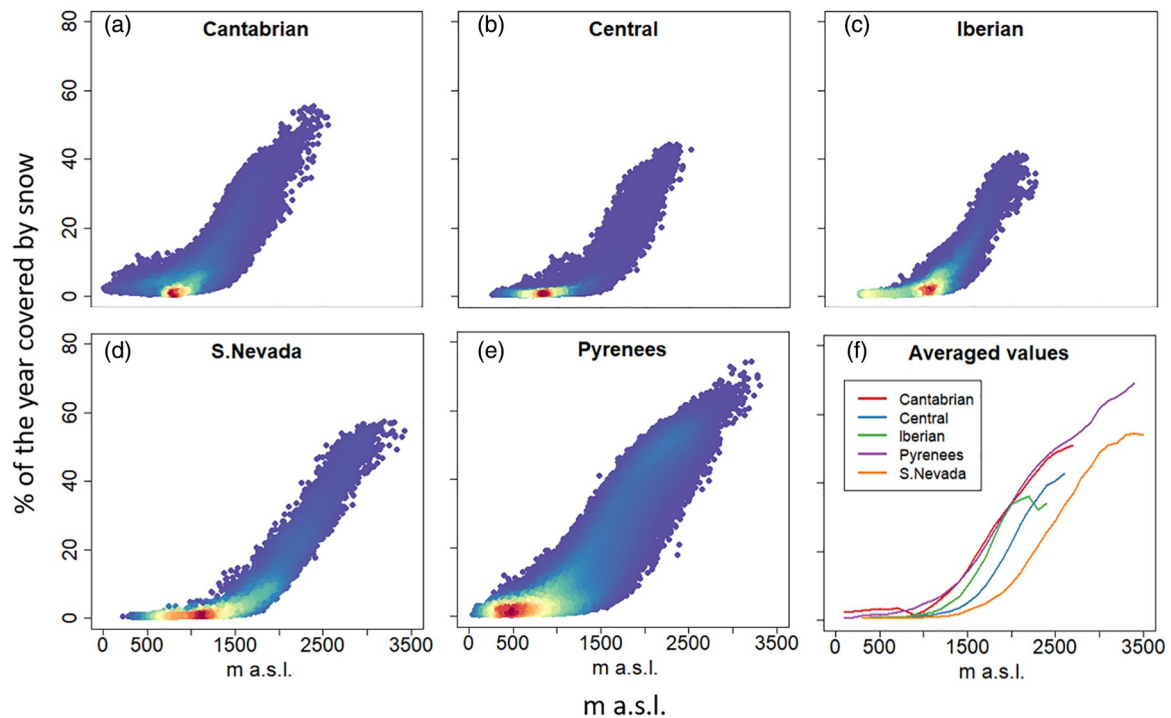 (a) Cantabrian
(b) Central
(c) Iberian
80
60
40
20
0
% of the year covered by snow
(d) S.Nevada
(e) Pyrenees
(f) Averaged values
80
60
40
20
0
Cantabrian
Central
Iberian
Pyrenees
S.Nevada
0 500 1500 2500 3500
0 500 1500 2500 3500
0 500 1500 2500 3500
m a.s.l.
m a.s.l.
m a.s.l.
m a.s.l.